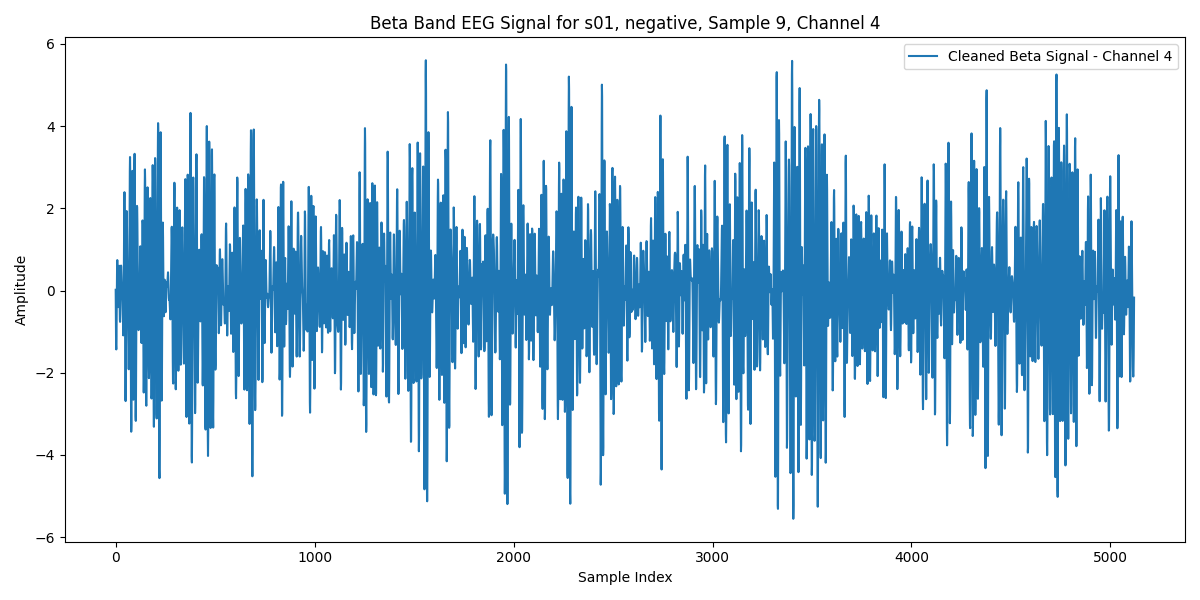 Beta Band EEG Signal for s01, negative, Sample 9, Channel 4
Cleaned Beta Signal - Channel 4
Amplitude
6
4
2
0
−2
−4
−6
0 1000 2000 3000 4000 5000
Sample Index